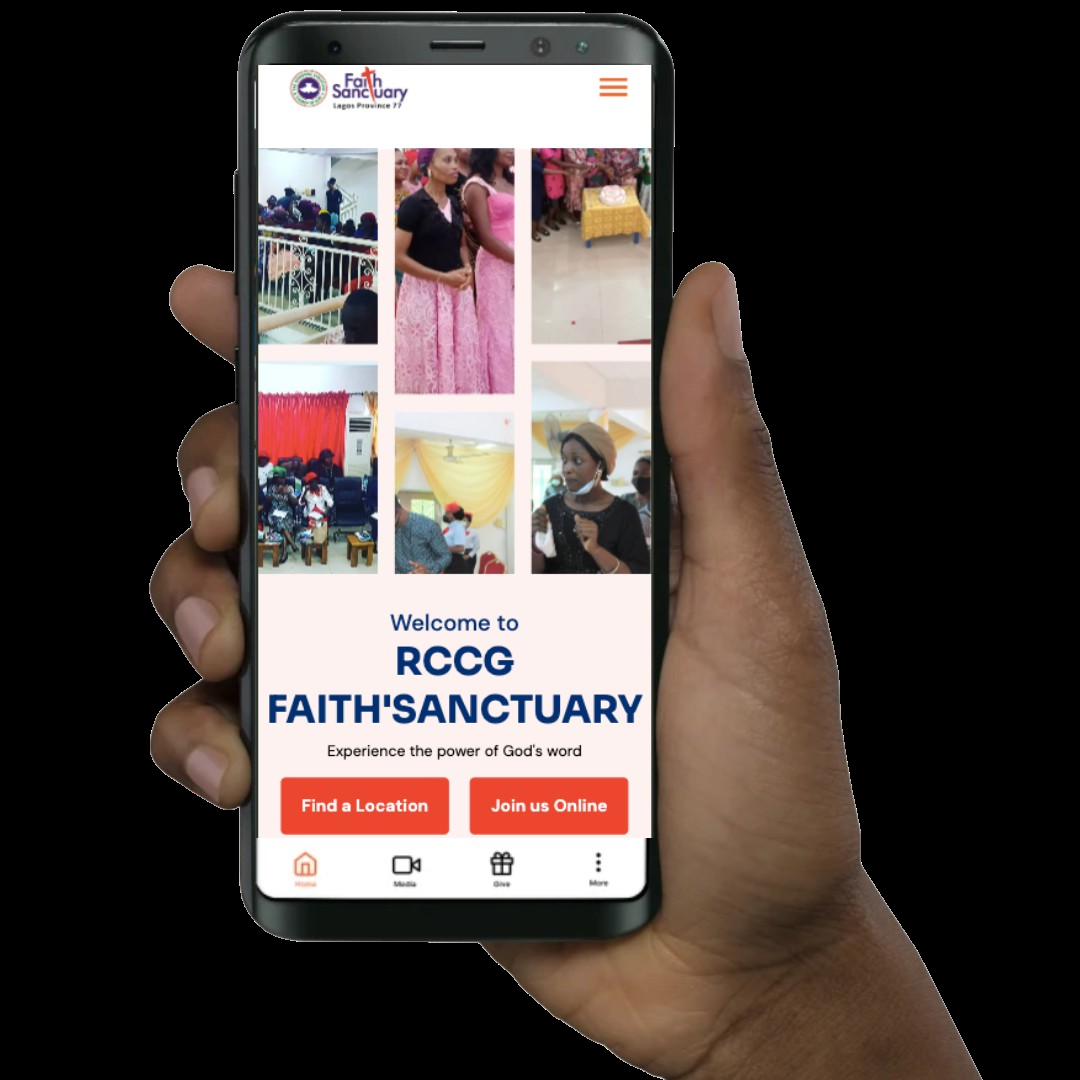 Faith
Sanctuary
Lagos Province 77
Welcome to
RCCG
FAITH'SANCTUARY
Experience the power of God's word
Find a Location
Join us Online
Home
Media
Give
More